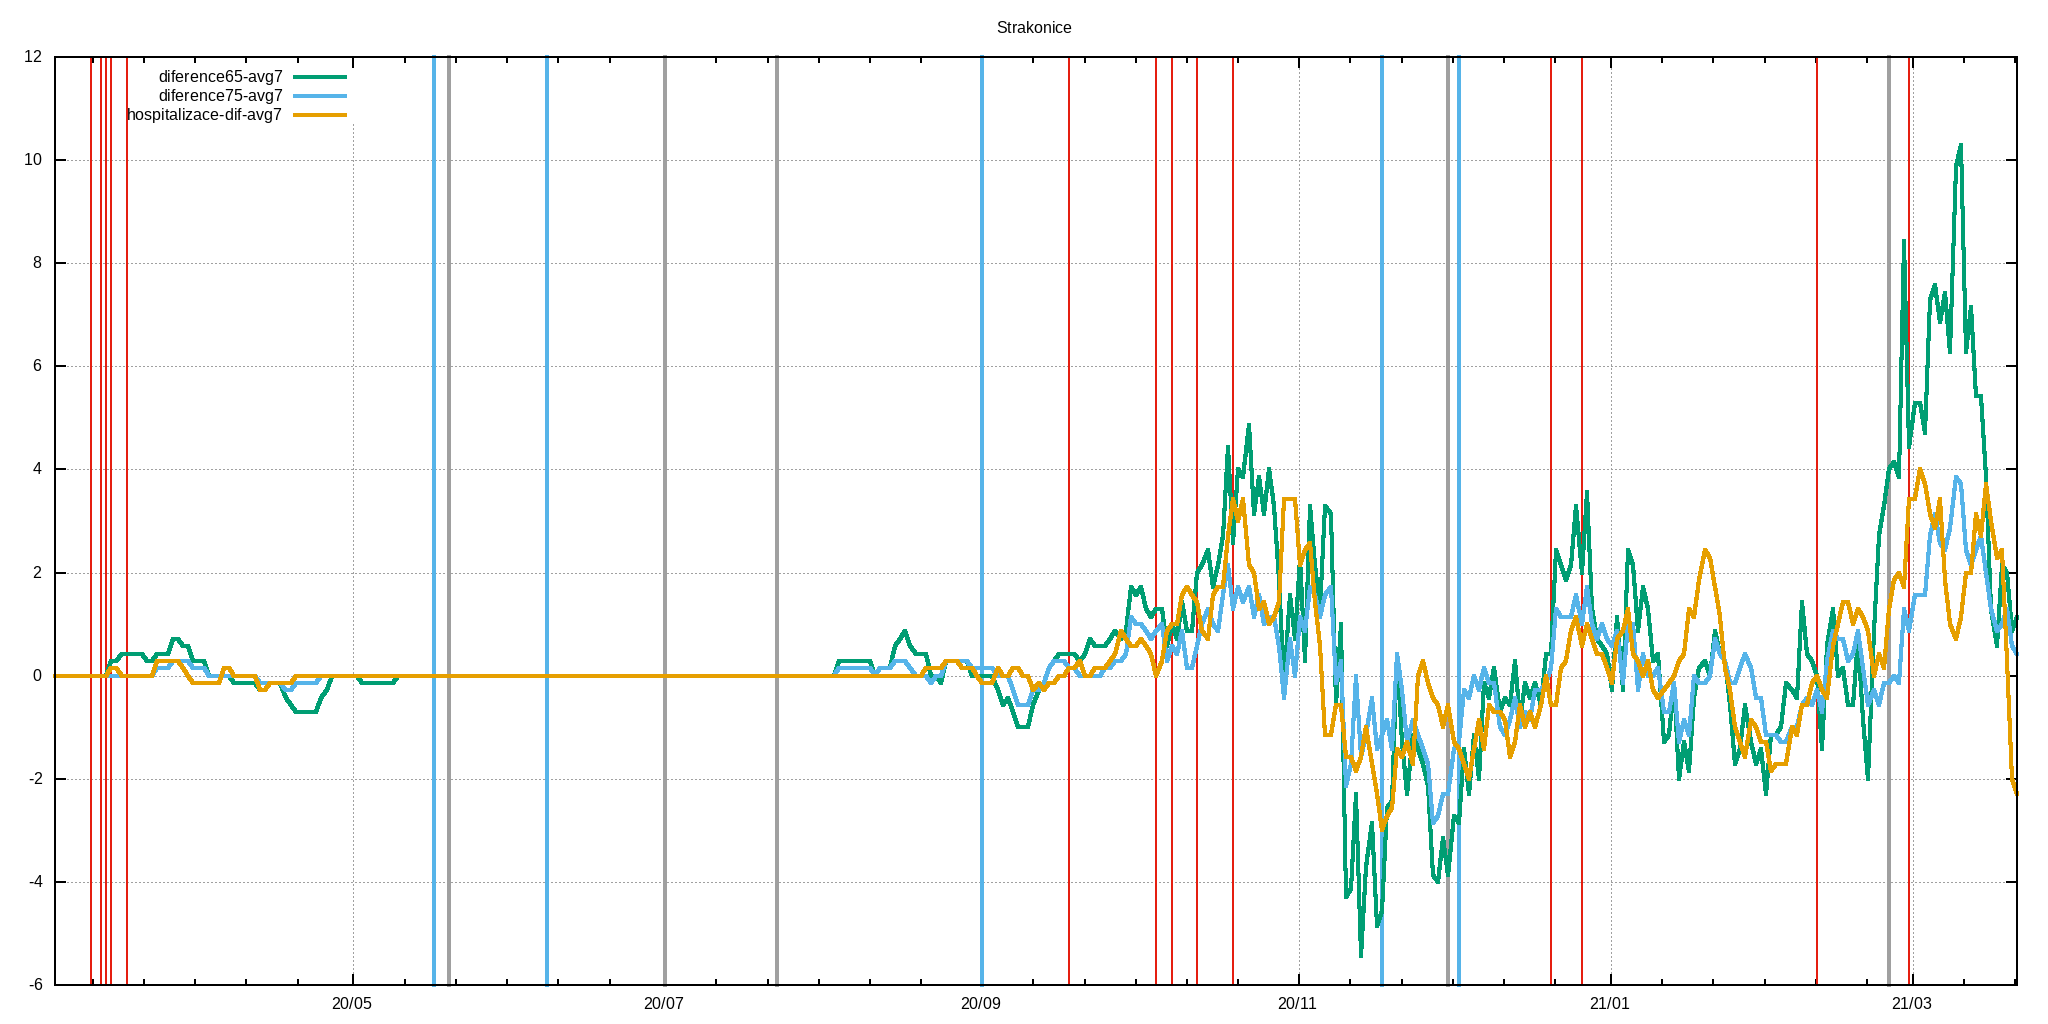 Strakonice
diference65-avg7
diference75-avg7
hospitalizace-dif-avg7
12
10
8
6
4
2
0
-2
-4
-6
20/05 20/07 20/09 20/11 21/01 21/03